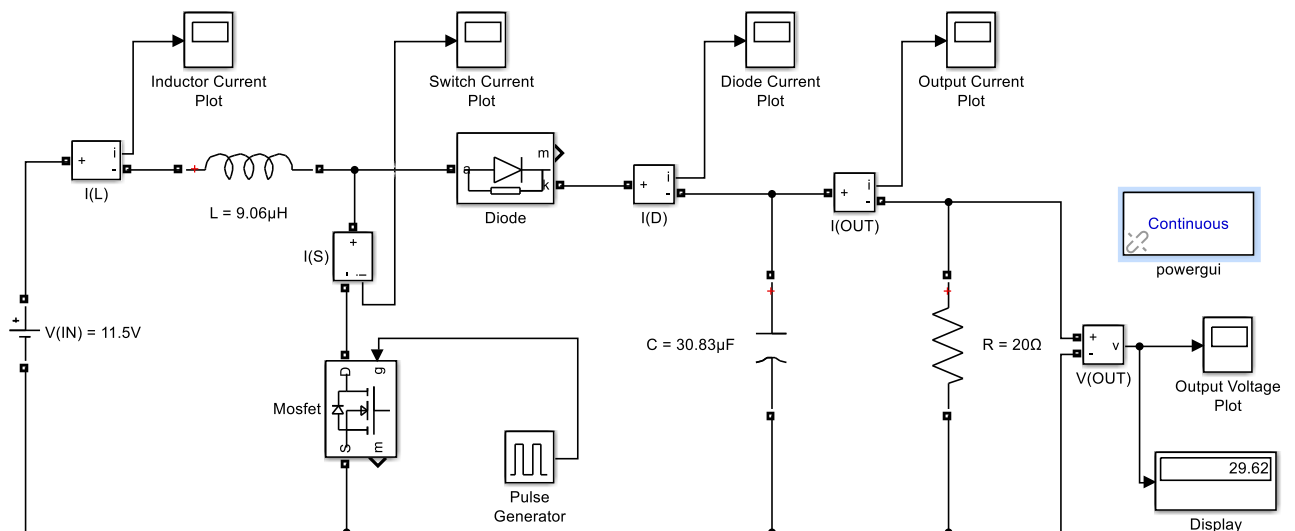 Inductor Current
Plot
Switch Current
Plot
Diode Current
Plot
Output Current
Plot
+
i
-
I(L)
L = 9.06µH
a
m
k
Diode
+
i
-
I(D)
+
i
-
I(OUT)
Continuous
powergui
I(S)
+
-
i
+
V(IN) = 11.5V
+
+
+
C = 30.83µF
R = 20Ω
+
-
v
V(OUT)
Output Voltage
Plot
Mosfet
D
g
S
m
Pulse
Generator
29.62
Display